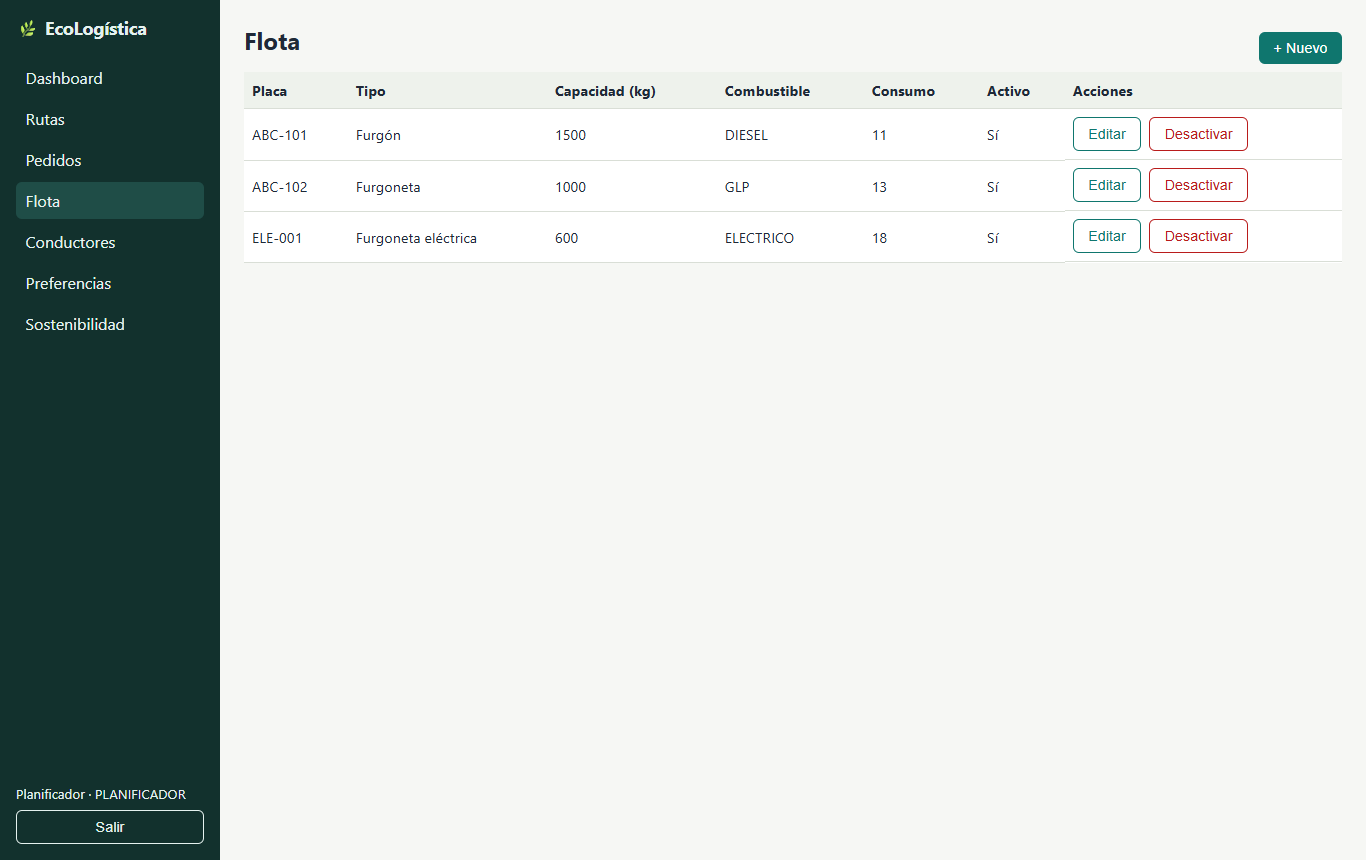 EcoLogística
Dashboard
Rutas
Pedidos
Flota
Conductores
Preferencias
Sostenibilidad
Planificador · PLANIFICADOR
Salir
Flota
+ Nuevo
Placa Tipo Capacidad (kg) Combustible Consumo Activo Acciones
ABC-101 Furgón 1500 DIESEL 11 Sí Editar Desactivar
ABC-102 Furgoneta 1000 GLP 13 Sí Editar Desactivar
ELE-001 Furgoneta eléctrica 600 ELECTRICO 18 Sí Editar Desactivar